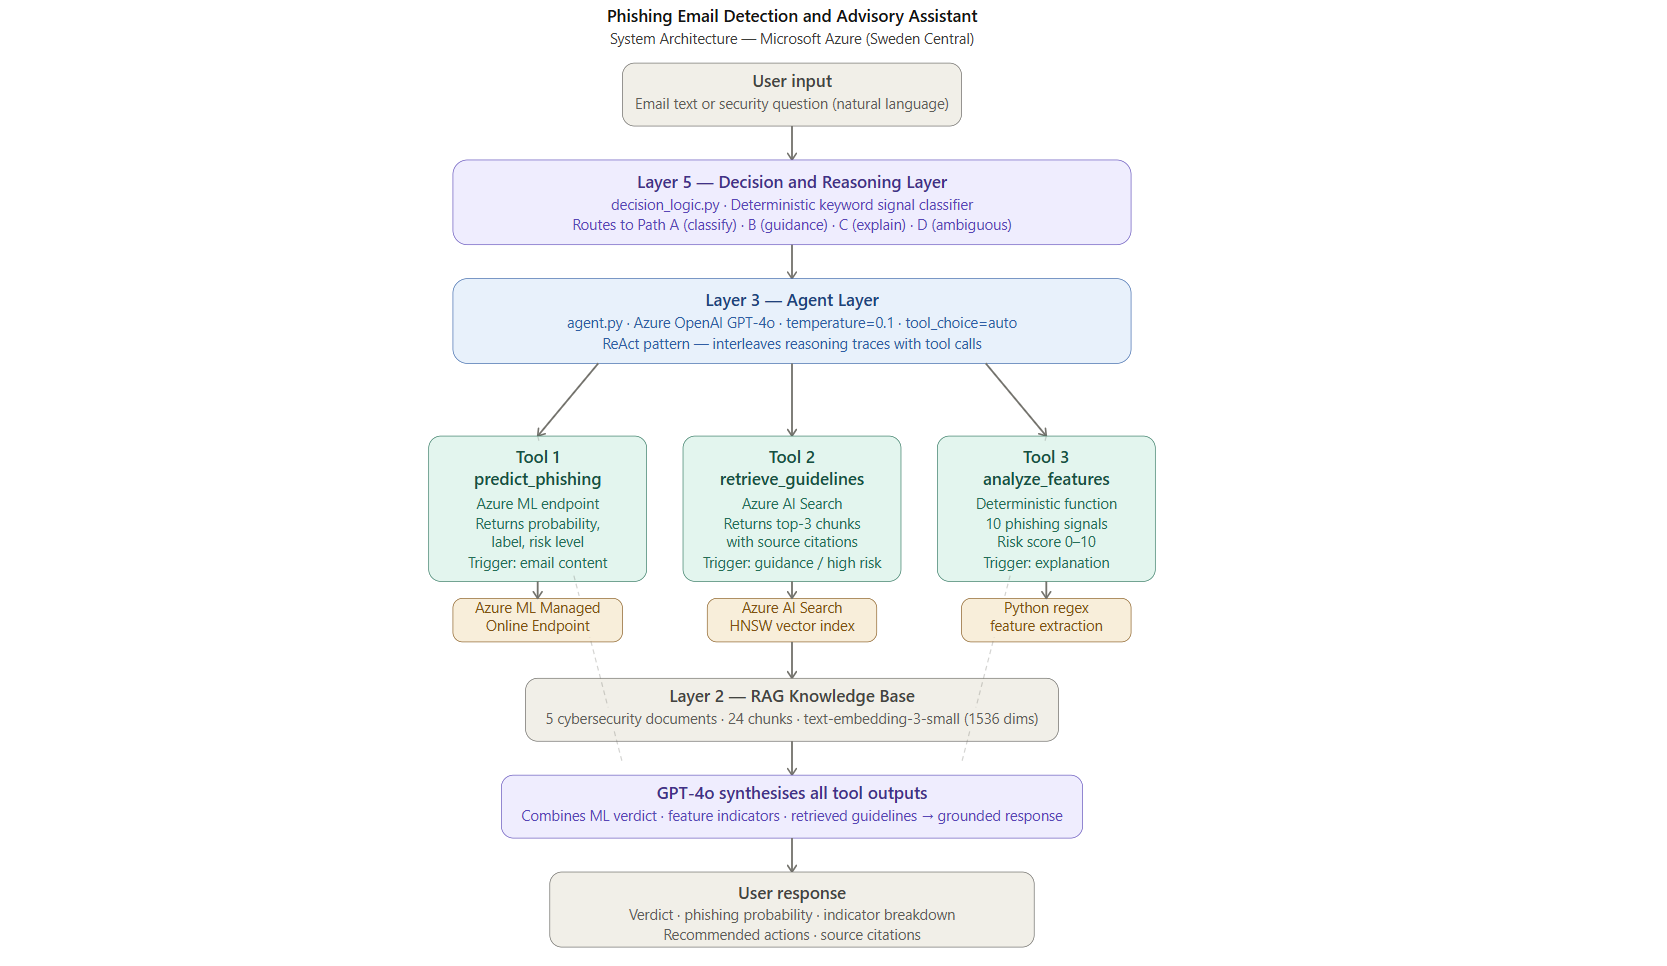 Phishing Email Detection and Advisory Assistant
System Architecture — Microsoft Azure (Sweden Central)
User input
Email text or security question (natural language)
Layer 5 — Decision and Reasoning Layer
decision_logic.py · Deterministic keyword signal classifier
Routes to Path A (classify) · B (guidance) · C (explain) · D (ambiguous)
Layer 3 — Agent Layer
agent.py · Azure OpenAI GPT-4o · temperature=0.1 · tool_choice=auto
ReAct pattern — interleaves reasoning traces with tool calls
Tool 1
predict_phishing
Azure ML endpoint
Returns probability,
label, risk level
Trigger: email content
Tool 2
retrieve_guidelines
Azure AI Search
Returns top-3 chunks
with source citations
Trigger: guidance / high risk
Tool 3
analyze_features
Deterministic function
10 phishing signals
Risk score 0–10
Trigger: explanation
Azure ML Managed
Online Endpoint
Azure AI Search
HNSW vector index
Python regex
feature extraction
Layer 2 — RAG Knowledge Base
5 cybersecurity documents · 24 chunks · text-embedding-3-small (1536 dims)
GPT-4o synthesises all tool outputs
Combines ML verdict · feature indicators · retrieved guidelines → grounded response
User response
Verdict · phishing probability · indicator breakdown
Recommended actions · source citations